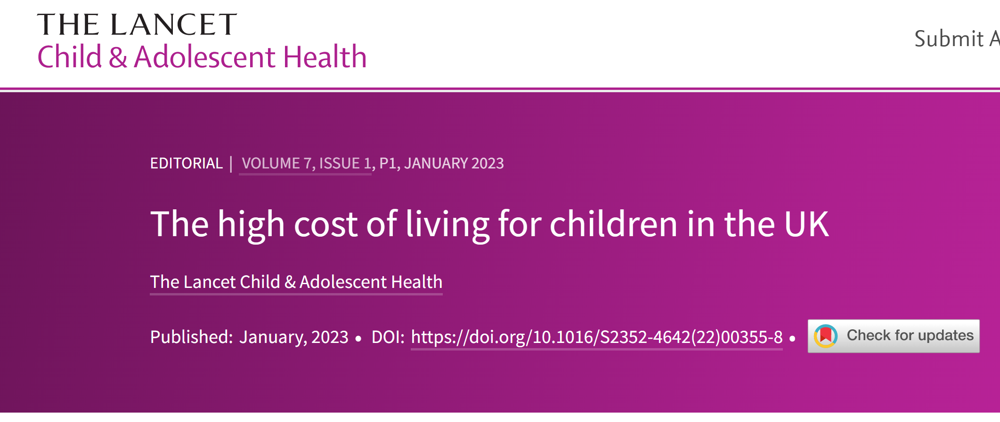 THE LANCET
Child & Adolescent Health
Submit A
EDITORIAL | VOLUME 7, ISSUE 1, P1, JANUARY 2023
The high cost of living for children in the UK
The Lancet Child & Adolescent Health
Published: January, 2023 • DOI: https://doi.org/10.1016/S2352-4642(22)00355-8 • Check for updates